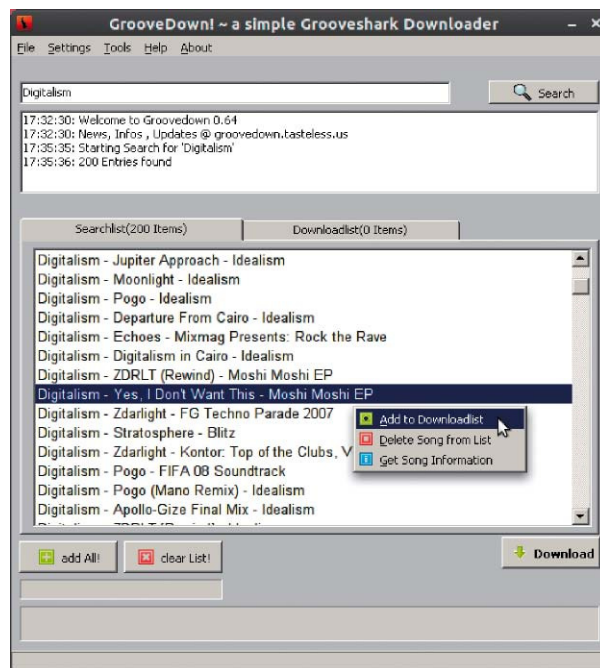 GrooveDown! ~ a simple Grooveshark Downloader
File Settings Tools Help About
Digitalism
Search
17:32:30: Welcome to Groovedown 0.64
17:32:30: News, Infos , Updates @ groovedown.tasteless.us
17:35:35: Starting Search for 'Digitalism'
17:35:36: 200 Entries found
Searchlist(200 Items) Downloadlist(0 Items)
Digitalism - Jupiter Approach - Idealism
Digitalism - Moonlight - Idealism
Digitalism - Pogo - Idealism
Digitalism - Departure From Cairo - Idealism
Digitalism - Echoes - Mixmag Presents: Rock the Rave
Digitalism - Digitalism in Cairo - Idealism
Digitalism - ZDRLT (Rewind) - Moshi Moshi EP
Digitalism - Yes, I Don't Want This - Moshi Moshi EP
Digitalism - Zdarlight - FG Techno Parade 2007
Digitalism - Stratosphere - Blitz
Digitalism - Zdarlight - Kontor: Top of the Clubs, V
Digitalism - Pogo - FIFA 08 Soundtrack
Digitalism - Pogo (Mano Remix) - Idealism
Digitalism - Apollo-Gize Final Mix - Idealism
Add to Downloadlist
Delete Song from List
Get Song Information
add All! clear List! Download